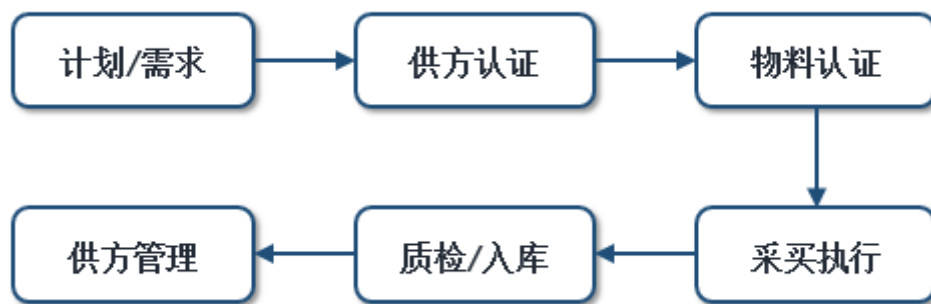 计划/需求
供方认证
物料认证
采买执行
质检/入库
供方管理